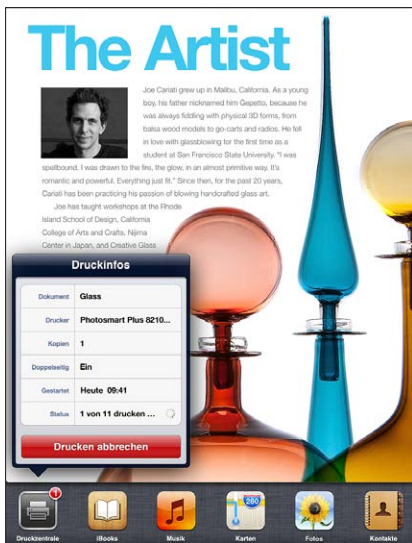 The Artist
Joe Cariati grew up in Malibu, California. As a young
boy, his father nicknamed him Gepetto, because he
was always fiddling with physical 3D forms, from
balsa wood models to go-carts and radios. He fell
in love with glassblowing for the first time as a
student at San Francisco State University. "I was
spellbound. I was drawn to the fire, the glow, in an almost primitive way. It's
romantic and powerful. Everything just fit." Since then, for the past 20 years,
Cariati has been practicing his passion of blowing handcrafted glass art.
Joe has taught workshops at the Rhode
Island School of Design, California
College of Arts and Crafts, Nijima
Center in Japan, and Creative Glass
Druckinfos
Dokument Glass
Drucker Photosmart Plus 8210...
Kopien 1
Doppelseitig Ein
Gestartet Heute 09:41
Status 1 von 11 drucken ...
Drucken abbrechen
1
280
Druckzentrale iBooks Musik Karten Fotos Kontakte